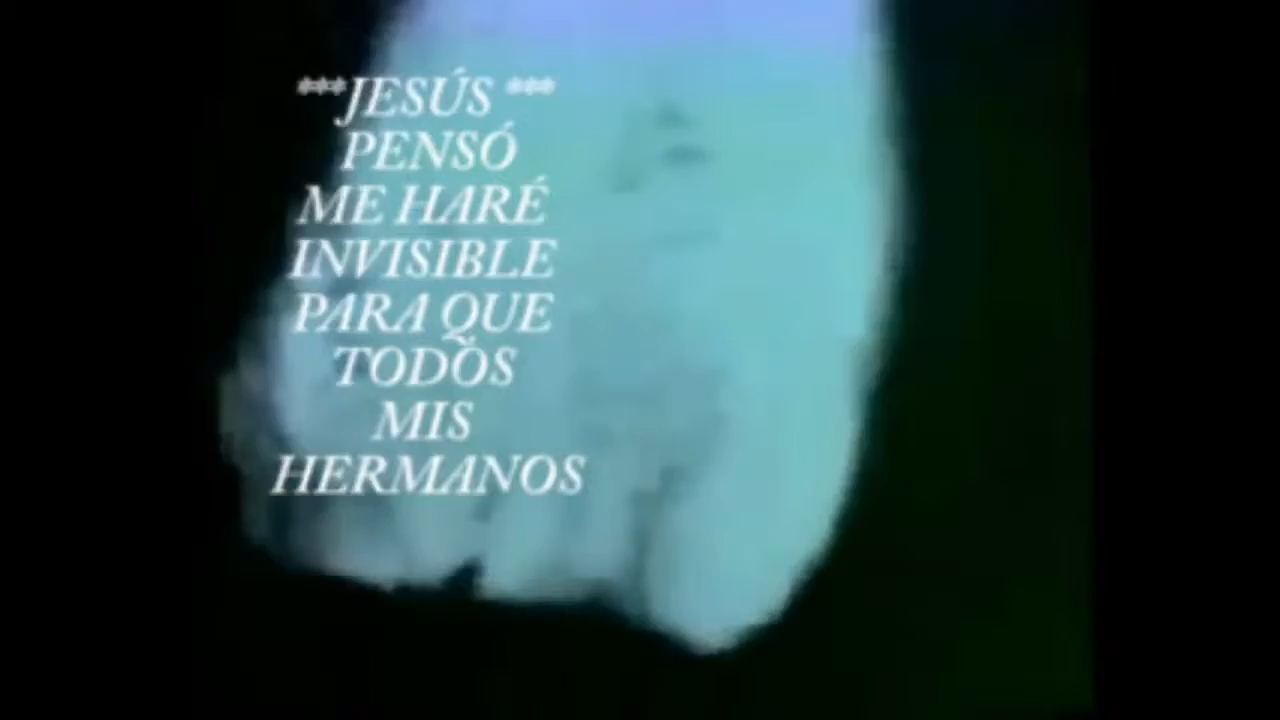 ***JESÚS ***
PENSÓ
ME HARÉ
INVISIBLE
PARA QUE
TODOS
MIS
HERMANOS